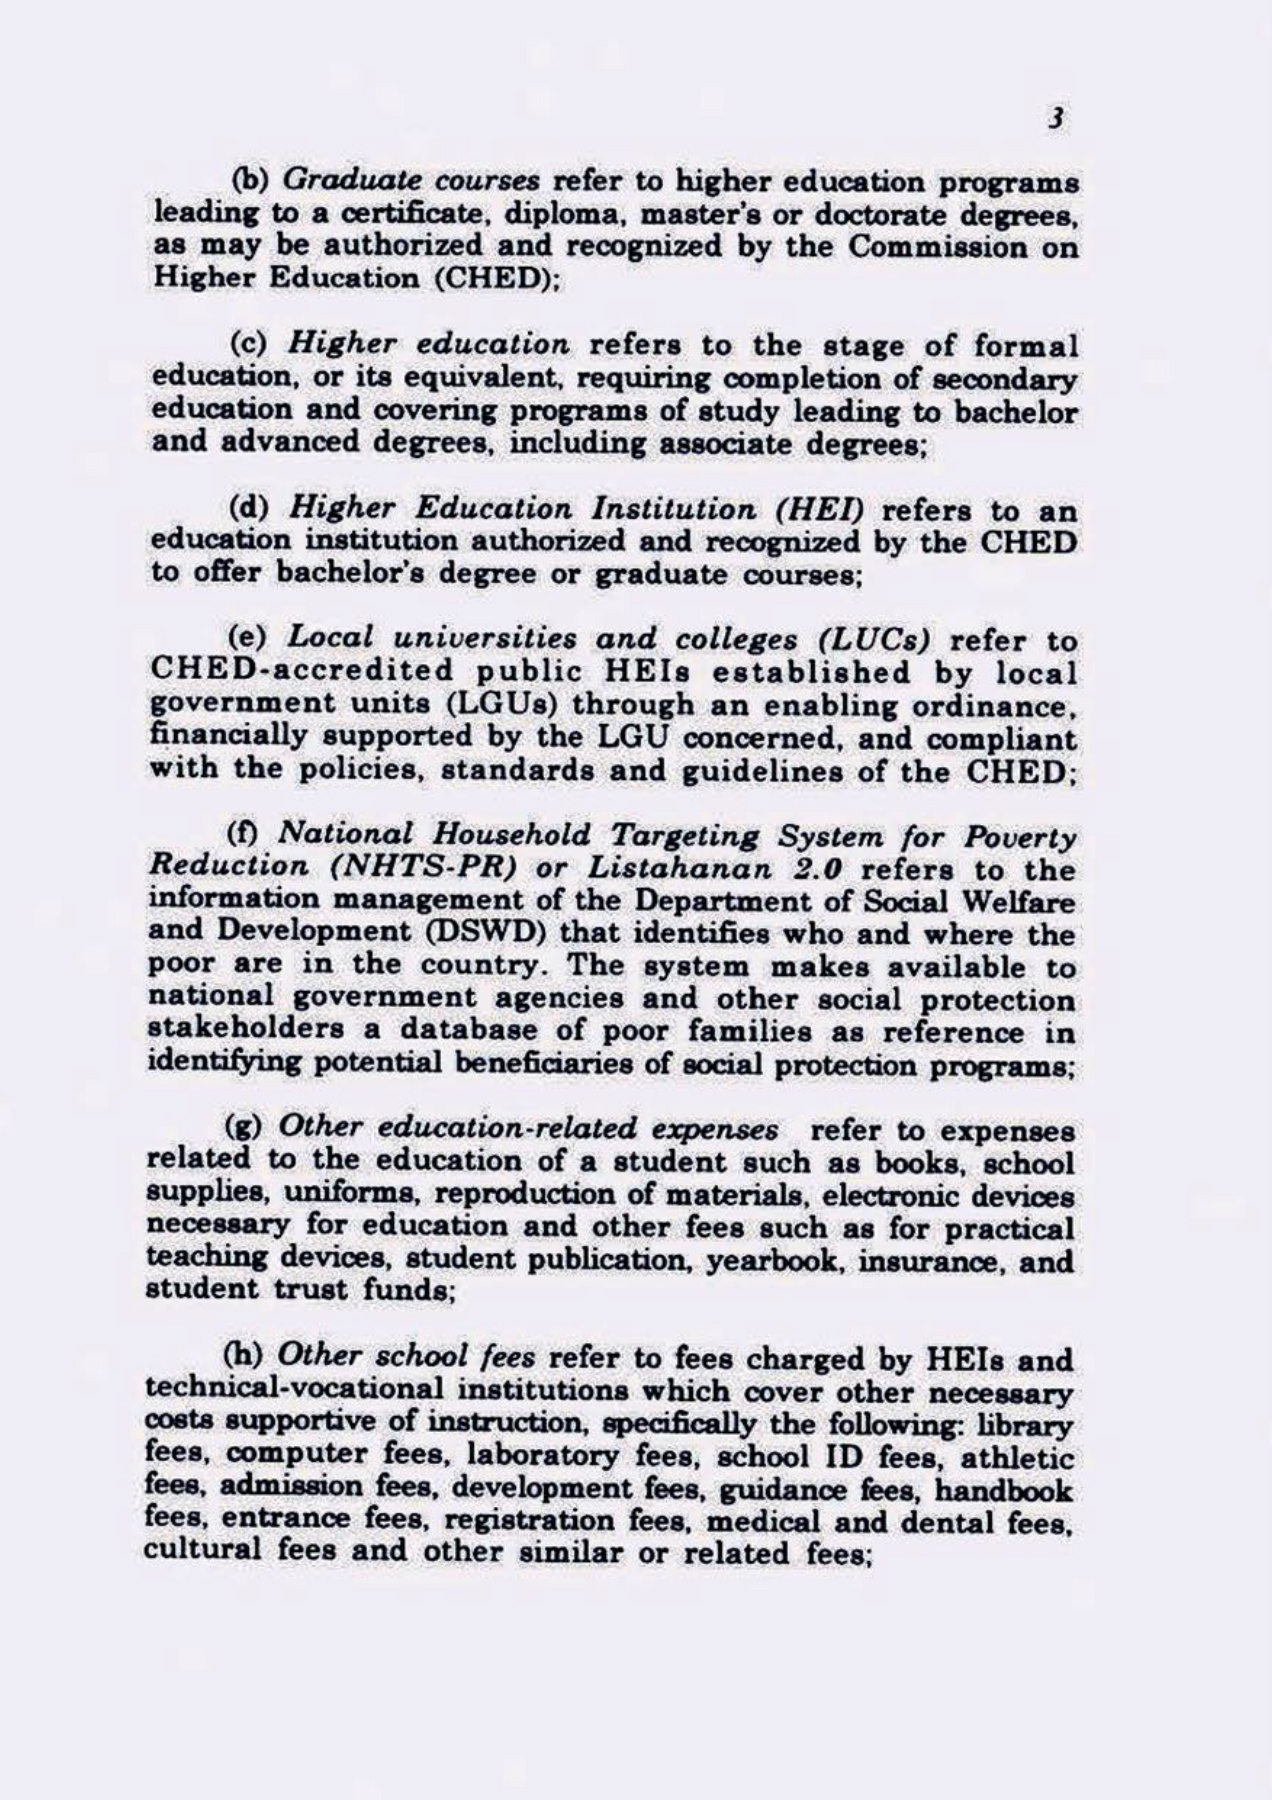 3
(b) Graduate courses refer to higher education programs
leading to a certificate, diploma, master's or doctorate degrees,
as may be authorized and recognized by the Commission on
Higher Education (CHED);
(c) Higher education refers to the stage of formal
education, or its equivalent, requiring completion of secondary
education and covering programs of study leading to bachelor
and advanced degrees, including associate degrees;
(d) Higher Education Institution (HEI) refers to an
education institution authorized and recognized by the CHED
to offer bachelor's degree or graduate courses;
(e) Local universities and colleges (LUCs) refer to
CHED-accredited public HEIs established by local
government units (LGUs) through an enabling ordinance,
financially supported by the LGU concerned, and compliant
with the policies, standards and guidelines of the CHED;
(f) National Household Targeting System for Poverty
Reduction (NHTS-PR) or Listahanan 2.0 refers to the
information management of the Department of Social Welfare
and Development (DSWD) that identifies who and where the
poor are in the country. The system makes available to
national government agencies and other social protection
stakeholders a database of poor families as reference in
identifying potential beneficiaries of social protection programs;
(g) Other education-related expenses refer to expenses
related to the education of a student such as books, school
supplies, uniforms, reproduction of materials, electronic devices
necessary for education and other fees such as for practical
teaching devices, student publication, yearbook, insurance, and
student trust funds;
(h) Other school fees refer to fees charged by HEIs and
technical-vocational institutions which cover other necessary
costs supportive of instruction, specifically the following: library
fees, computer fees, laboratory fees, school ID fees, athletic
fees, admission fees, development fees, guidance fees, handbook
fees, entrance fees, registration fees, medical and dental fees,
cultural fees and other similar or related fees;